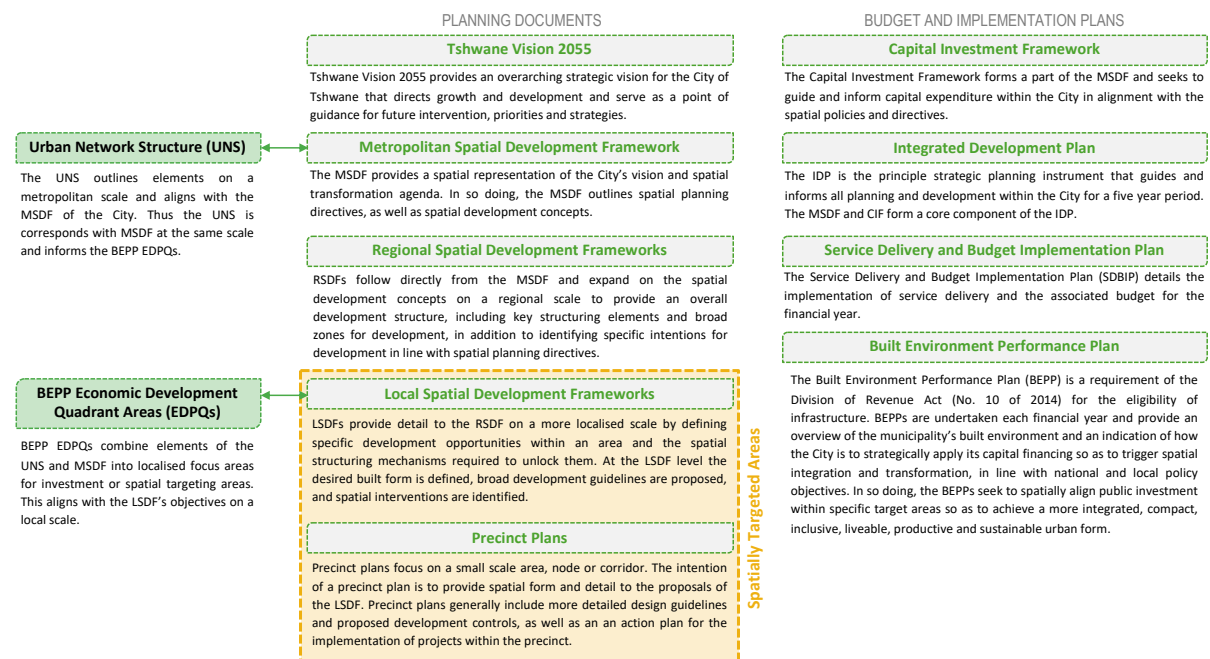 PLANNING DOCUMENTS
Tshwane Vision 2055
Tshwane Vision 2055 provides an overarching strategic vision for the City of
Tshwane that directs growth and development and serve as a point of
guidance for future intervention, priorities and strategies.
Urban Network Structure (UNS)
The UNS outlines elements on a
metropolitan scale and aligns with the
MSDF of the City. Thus the UNS is
corresponds with MSDF at the same scale
and informs the BEPP EDPQs.
Metropolitan Spatial Development Framework
The MSDF provides a spatial representation of the City's vision and spatial
transformation agenda. In so doing, the MSDF outlines spatial planning
directives, as well as spatial development concepts.
Regional Spatial Development Frameworks
RSDFs follow directly from the MSDF and expand on the spatial
development concepts on a regional scale to provide an overall
development structure, including key structuring elements and broad
zones for development, in addition to identifying specific intentions for
development in line with spatial planning directives.
BEPP Economic Development
Quadrant Areas (EDPQs)
BEPP EDPQs combine elements of the
UNS and MSDF into localised focus areas
for investment or spatial targeting areas.
This aligns with the LSDF's objectives on a
local scale.
Local Spatial Development Frameworks
LSDFs provide detail to the RSDF on a more localised scale by defining
specific development opportunities within an area and the spatial
structuring mechanisms required to unlock them. At the LSDF level the
desired built form is defined, broad development guidelines are proposed,
and spatial interventions are identified.
Precinct Plans
Precinct plans focus on a small scale area, node or corridor. The intention
of a precinct plan is to provide spatial form and detail to the proposals of
the LSDF. Precinct plans generally include more detailed design guidelines
and proposed development controls, as well as an an action plan for the
implementation of projects within the precinct.
Spatially Targeted Areas
BUDGET AND IMPLEMENTATION PLANS
Capital Investment Framework
The Capital Investment Framework forms a part of the MSDF and seeks to
guide and inform capital expenditure within the City in alignment with the
spatial policies and directives.
Integrated Development Plan
The IDP is the principle strategic planning instrument that guides and
informs all planning and development within the City for a five year period.
The MSDF and CIF form a core component of the IDP.
Service Delivery and Budget Implementation Plan
The Service Delivery and Budget Implementation Plan (SDBIP) details the
implementation of service delivery and the associated budget for the
financial year.
Built Environment Performance Plan
The Built Environment Performance Plan (BEPP) is a requirement of the
Division of Revenue Act (No. 10 of 2014) for the eligibility of
infrastructure. BEPPs are undertaken each financial year and provide an
overview of the municipality's built environment and an indication of how
the City is to strategically apply its capital financing so as to trigger spatial
integration and transformation, in line with national and local policy
objectives. In so doing, the BEPPs seek to spatially align public investment
within specific target areas so as to achieve a more integrated, compact,
inclusive, liveable, productive and sustainable urban form.